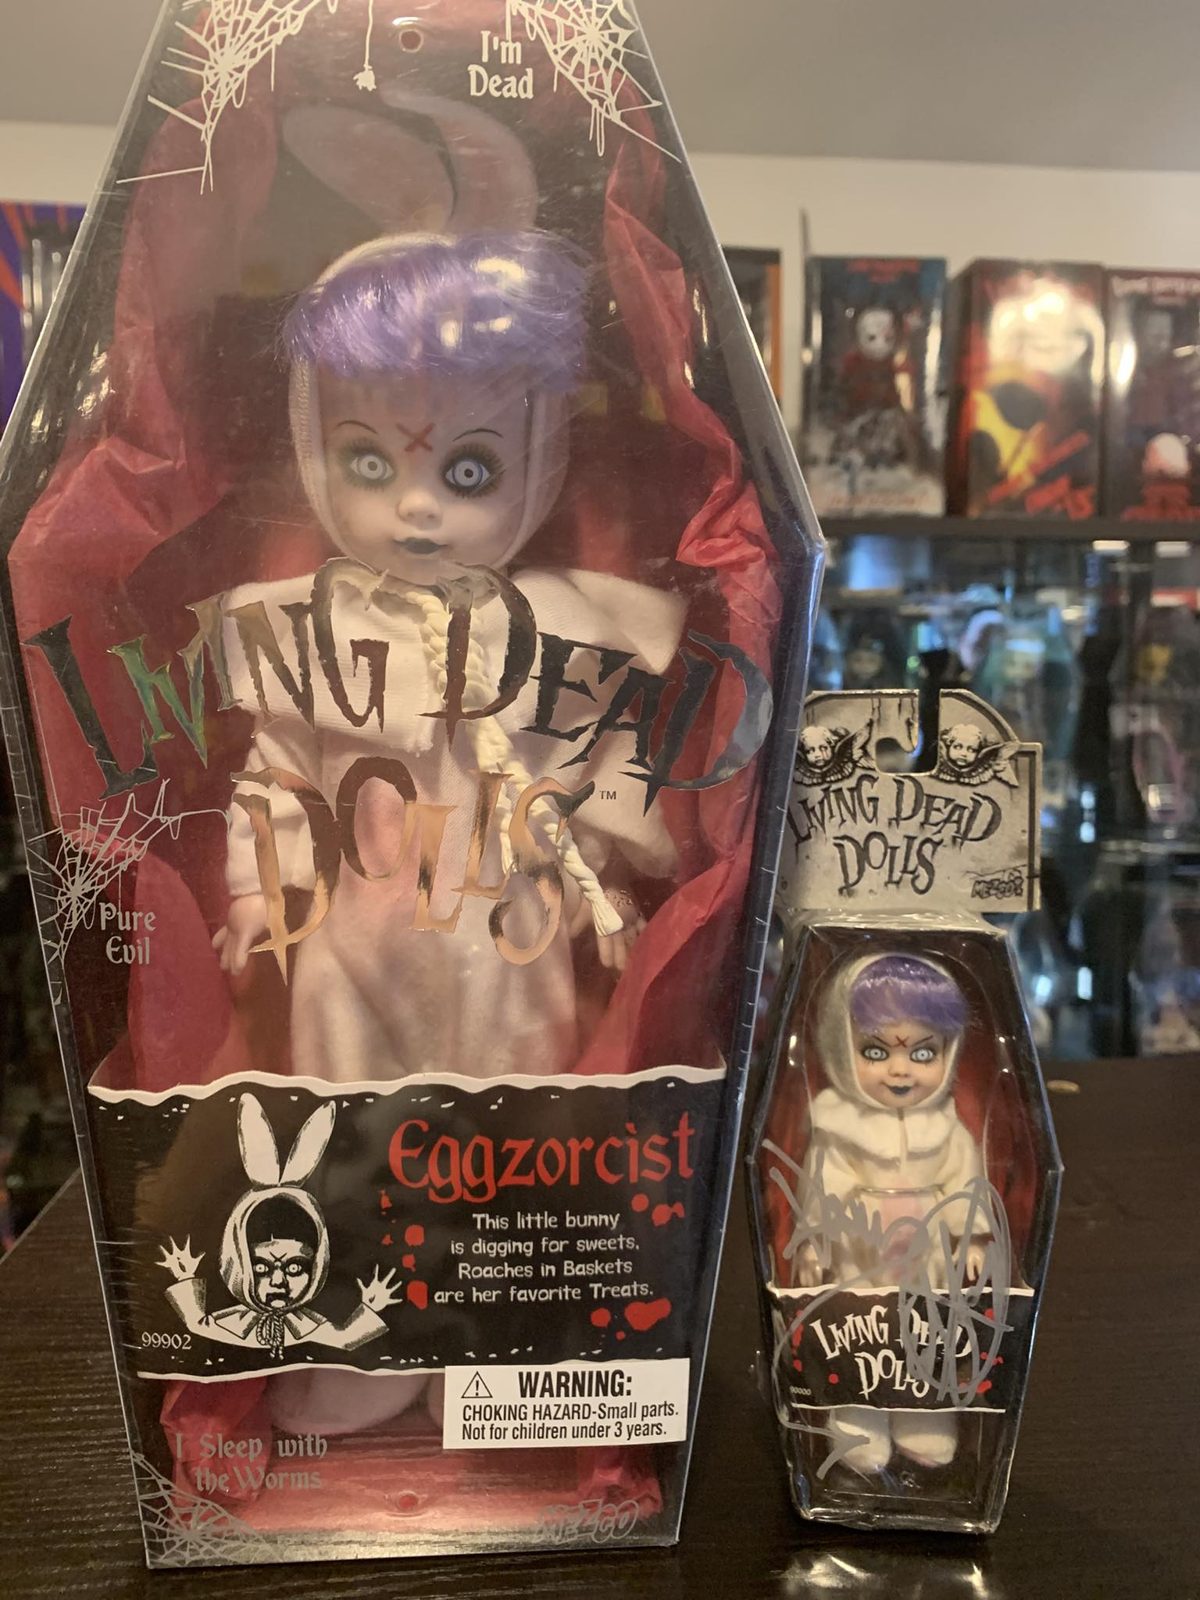 I'm
Dead
LIVING DEAD
DOLLS™
Pure
Evil
Eggzorcist
This little bunny
is digging for sweets.
Roaches in Baskets
are her favorite Treats.
99902
WARNING:
CHOKING HAZARD-Small parts.
Not for children under 3 years.
I Sleep with
the Worms
MEZCO
LIVING DEAD
DOLLS
MEZCO
LIVING DEAD
DOLLS